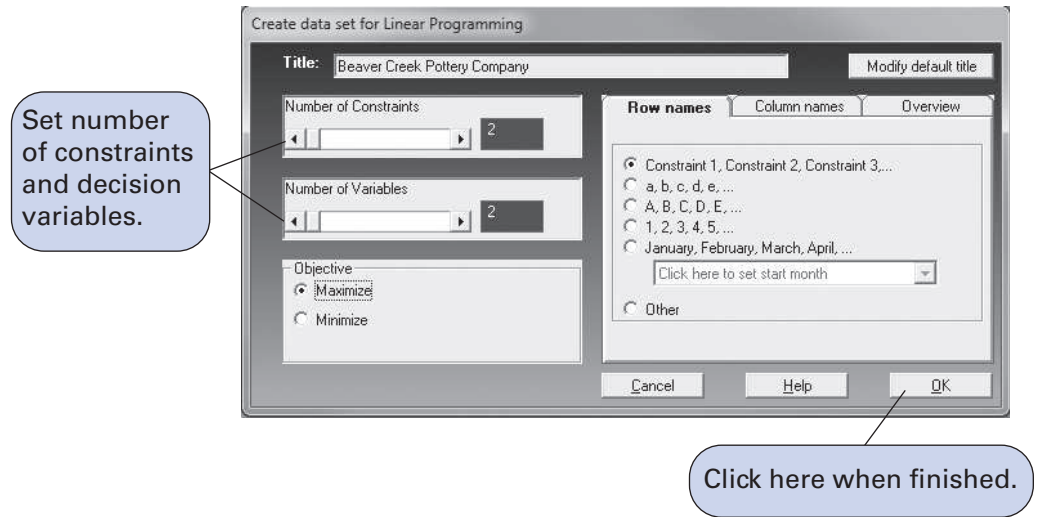 Create data set for Linear Programming
Title: Beaver Creek Pottery Company
Modify default title
Set number
of constraints
and decision
variables.
Number of Constraints
2
Number of Variables
2
Objective
Maximize
Minimize
Row names Column names Overview
Constraint 1, Constraint 2, Constraint 3,...
a, b, c, d, e, ...
A, B, C, D, E, ...
1, 2, 3, 4, 5, ...
January, February, March, April, ...
Click here to set start month
Other
Cancel Help OK
Click here when finished.